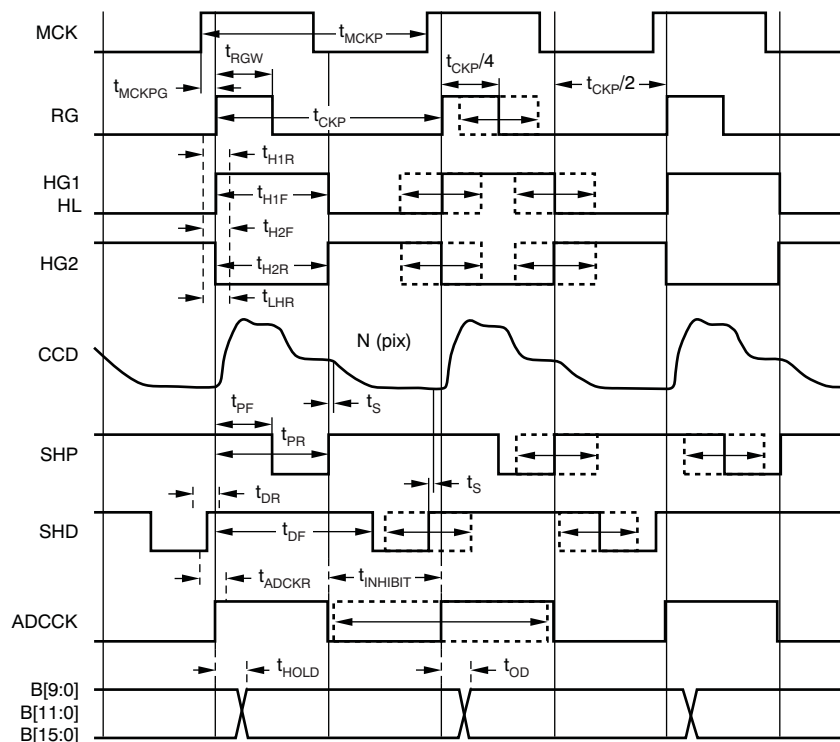 MCK
t_MCKP
t_RGW
t_CKP/4
t_CKP/2
t_MCKPG
RG
t_CKP
t_H1R
HG1
HL
t_H1F
t_H2F
HG2
t_H2R
t_LHR
CCD
N (pix)
t_S
t_PF
t_PR
SHP
t_S
t_DR
SHD
t_DF
t_ADCKR
t_INHIBIT
ADCCK
t_HOLD
t_OD
B[9:0]
B[11:0]
B[15:0]